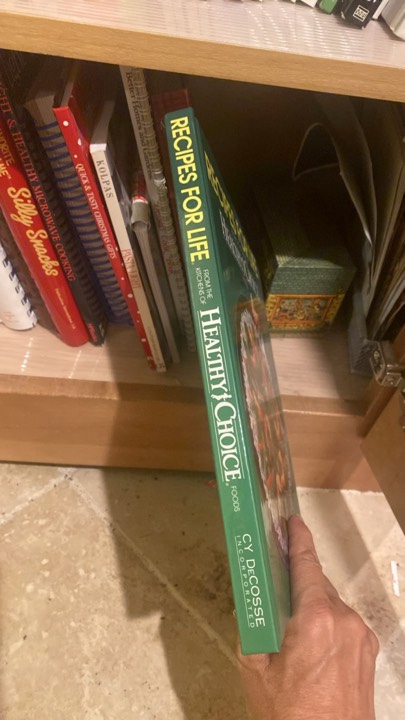 RECIPES FOR LIFE
FROM THE
KITCHENS OF
HEALTHY CHOICE®
FOODS
CY DECOSSE
INCORPORATED
Silly Snacks
& HEALTHY MICROWAVE COOKING
QUICK & TASTY CHRISTMAS GIFTS
KOLPAS